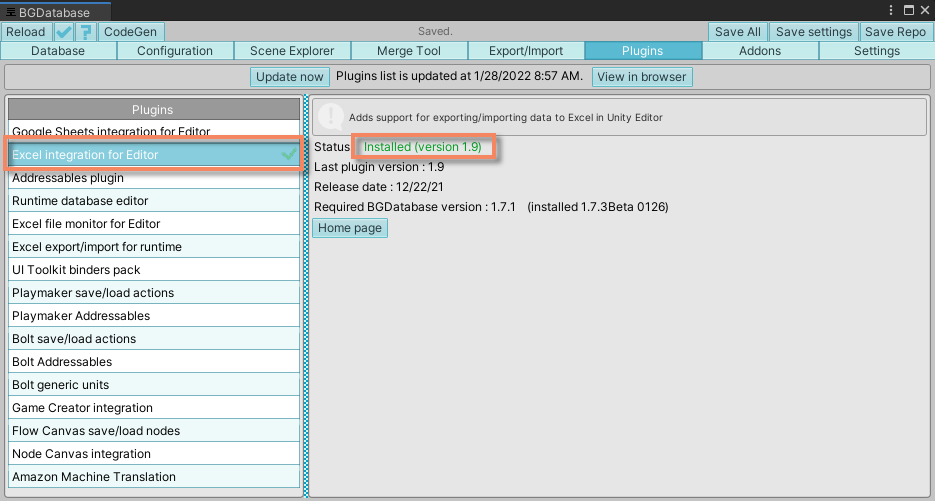 BGDatabase
Reload ? CodeGen Saved. Save All Save settings Save Repo
Database Configuration Scene Explorer Merge Tool Export/Import Plugins Addons Settings
Update now Plugins list is updated at 1/28/2022 8:57 AM. View in browser
Plugins
Google Sheets integration for Editor
Excel integration for Editor
Addressables plugin
Runtime database editor
Excel file monitor for Editor
Excel export/import for runtime
UI Toolkit binders pack
Playmaker save/load actions
Playmaker Addressables
Bolt save/load actions
Bolt Addressables
Bolt generic units
Game Creator integration
Flow Canvas save/load nodes
Node Canvas integration
Amazon Machine Translation
Adds support for exporting/importing data to Excel in Unity Editor
Status Installed (version 1.9)
Last plugin version : 1.9
Release date : 12/22/21
Required BGDatabase version : 1.7.1 (installed 1.7.3Beta 0126)
Home page